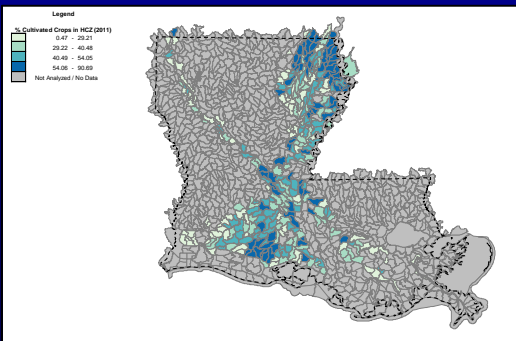 Legend
% Cultivated Crops in HCZ (2011)
0.47 - 29.21
29.22 - 40.48
40.49 - 54.05
54.06 - 90.69
Not Analyzed / No Data